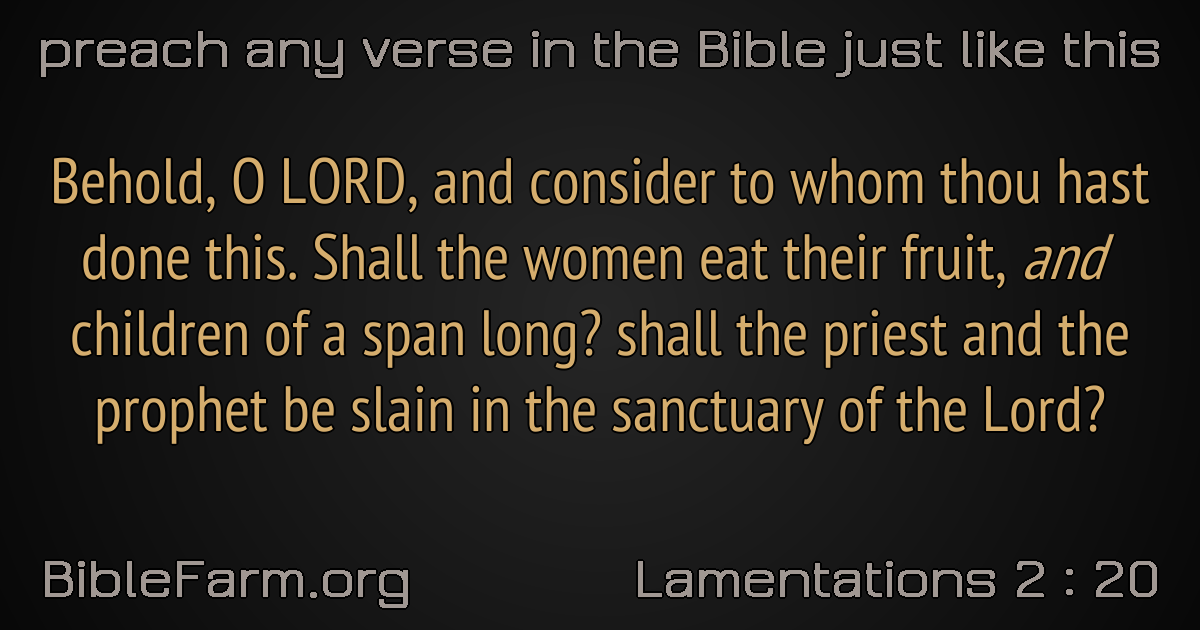 preach any verse in the Bible just like this
Behold, O LORD, and consider to whom thou hast
done this. Shall the women eat their fruit, and
children of a span long? shall the priest and the
prophet be slain in the sanctuary of the Lord?
BibleFarm.org
Lamentations 2 : 20